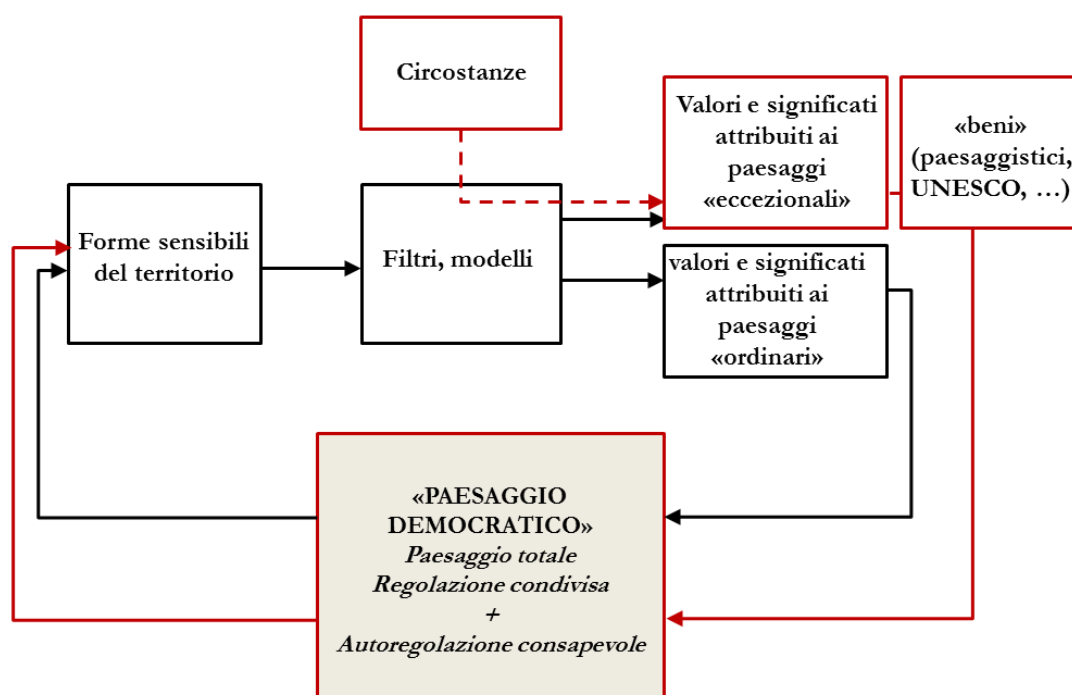 Circostanze
Valori e significati
attribuiti ai
paesaggi
«eccezionali»
«beni»
(paesaggistici,
UNESCO, …)
Forme sensibili
del territorio
Filtri, modelli
valori e significati
attribuiti ai
paesaggi
«ordinari»
«PAESAGGIO
DEMOCRATICO»
Paesaggio totale
Regolazione condivisa
+
Autoregolazione consapevole